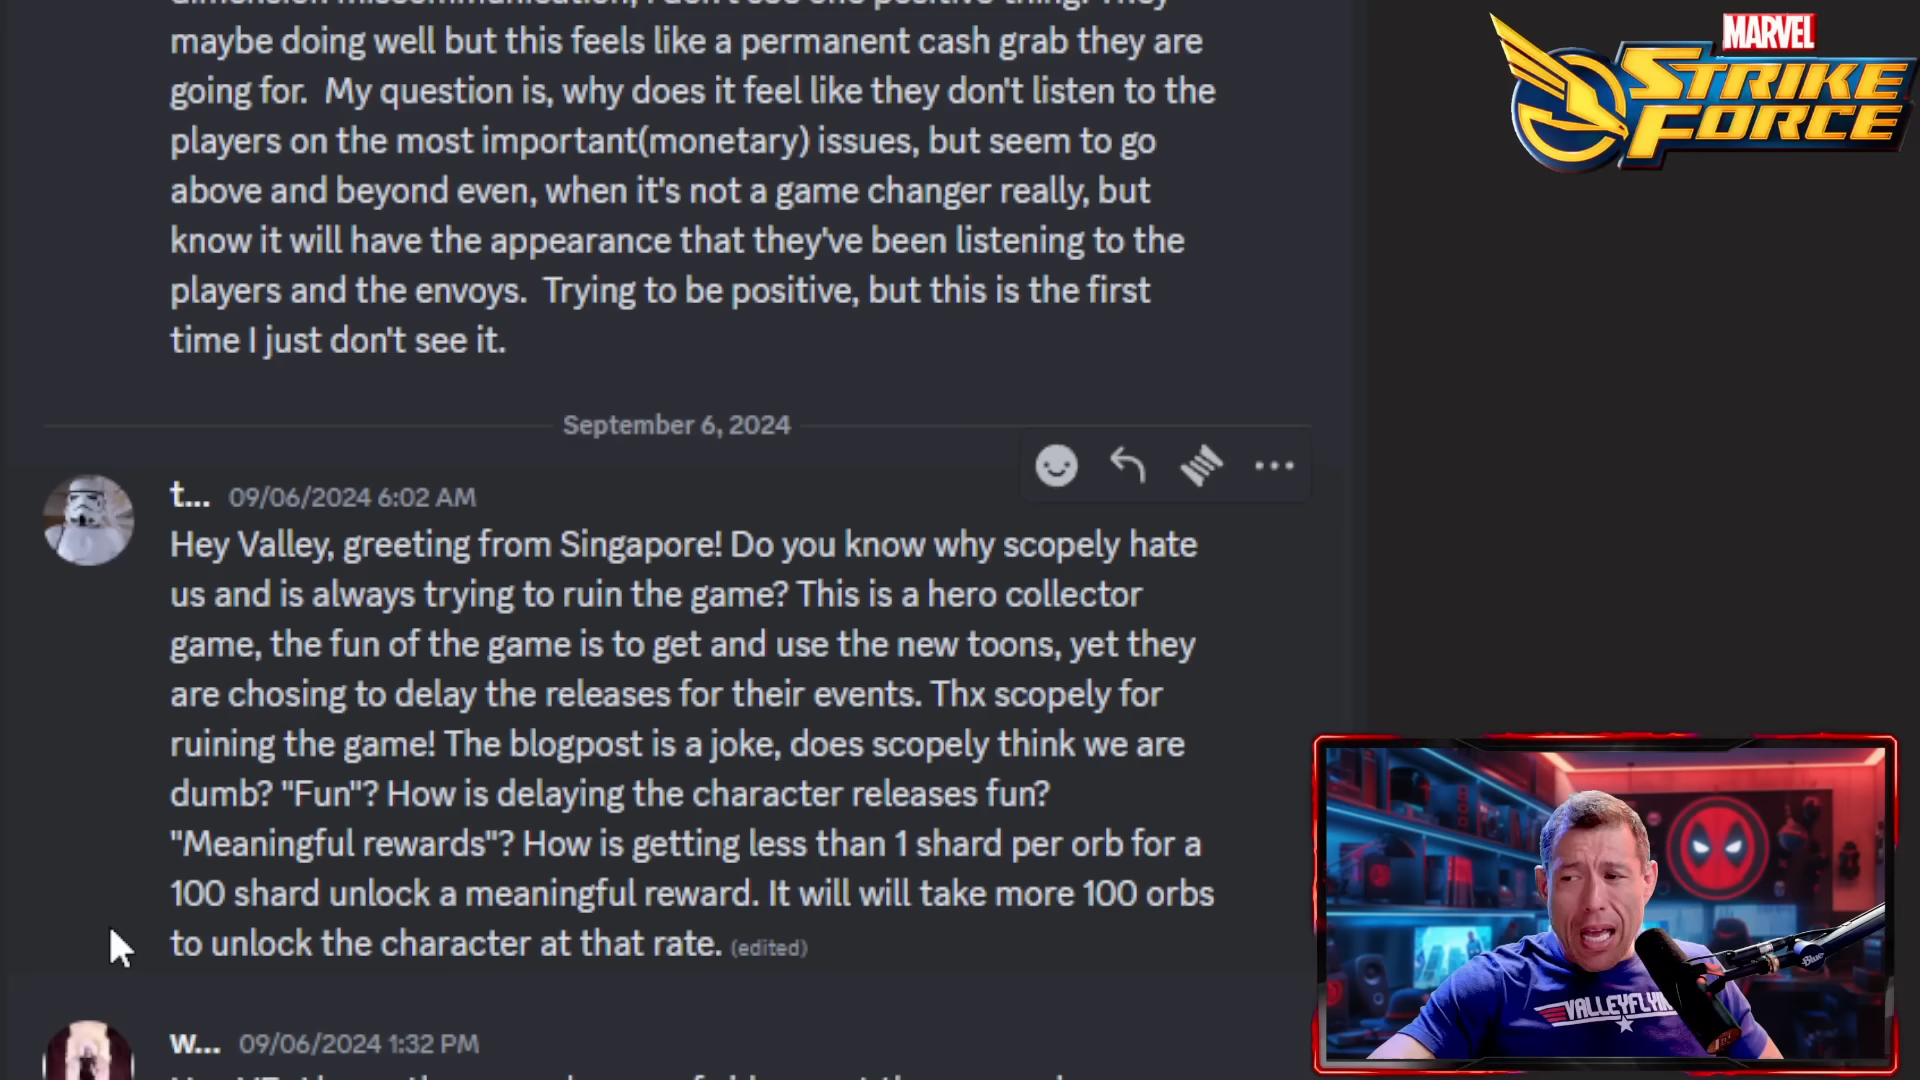 maybe doing well but this feels like a permanent cash grab they are
going for. My question is, why does it feel like they don't listen to the
players on the most important(monetary) issues, but seem to go
above and beyond even, when it's not a game changer really, but
know it will have the appearance that they've been listening to the
players and the envoys. Trying to be positive, but this is the first
time I just don't see it.
September 6, 2024
t... 09/06/2024 6:02 AM
Hey Valley, greeting from Singapore! Do you know why scopely hate
us and is always trying to ruin the game? This is a hero collector
game, the fun of the game is to get and use the new toons, yet they
are chosing to delay the releases for their events. Thx scopely for
ruining the game! The blogpost is a joke, does scopely think we are
dumb? "Fun"? How is delaying the character releases fun?
"Meaningful rewards"? How is getting less than 1 shard per orb for a
100 shard unlock a meaningful reward. It will will take more 100 orbs
to unlock the character at that rate. (edited)
w... 09/06/2024 1:32 PM
MARVEL
STRIKE
FORCE
Blue
VALLEYFLYIN